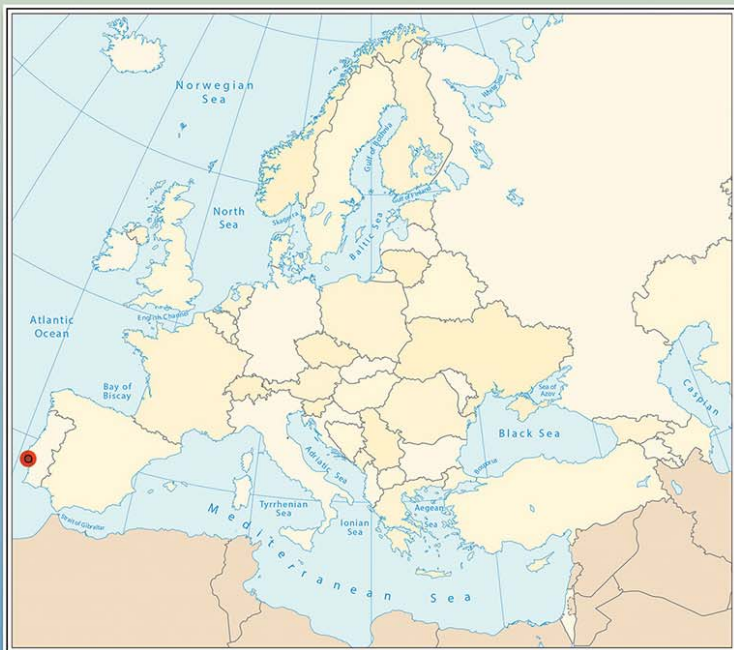 Norwegian
Sea
White Sea
Gulf of Bothnia
North
Sea
Skagerra
Gulf of Finland
Baltic Sea
Atlantic
Ocean
English Channel
Bay of
Biscay
Sea of
Azov
Caspian
Black Sea
Adriatic Sea
Bosporus
Tyrrhenian
Sea
Ionian
Sea
Aegean
Sea
Strait of Gibraltar
Mediterranean Sea